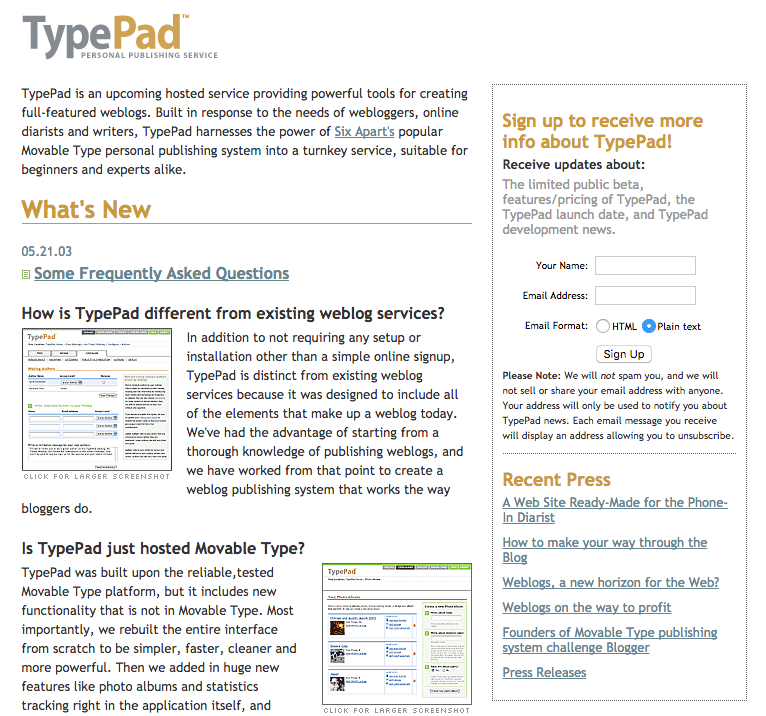 TypePad™
PERSONAL PUBLISHING SERVICE
TypePad is an upcoming hosted service providing powerful tools for creating
full-featured weblogs. Built in response to the needs of webloggers, online
diarists and writers, TypePad harnesses the power of Six Apart's popular
Movable Type personal publishing system into a turnkey service, suitable for
beginners and experts alike.
What's New
05.21.03
Some Frequently Asked Questions
How is TypePad different from existing weblog services?
TypePad
CLICK FOR LARGER SCREENSHOT
In addition to not requiring any setup or
installation other than a simple online signup,
TypePad is distinct from existing weblog
services because it was designed to include all
of the elements that make up a weblog today.
We've had the advantage of starting from a
thorough knowledge of publishing weblogs, and
we have worked from that point to create a
weblog publishing system that works the way
bloggers do.
Is TypePad just hosted Movable Type?
TypePad was built upon the reliable,tested
Movable Type platform, but it includes new
functionality that is not in Movable Type. Most
importantly, we rebuilt the entire interface
from scratch to be simpler, faster, cleaner and
more powerful. Then we added in huge new
features like photo albums and statistics
tracking right in the application itself, and
TypePad
CLICK FOR LARGER SCREENSHOT
Sign up to receive more
info about TypePad!
Receive updates about:
The limited public beta,
features/pricing of TypePad, the
TypePad launch date, and TypePad
development news.
Your Name:
Email Address:
Email Format: HTML Plain text
Sign Up
Please Note: We will not spam you, and we will
not sell or share your email address with anyone.
Your address will only be used to notify you about
TypePad news. Each email message you receive
will display an address allowing you to unsubscribe.
Recent Press
A Web Site Ready-Made for the Phone-
In Diarist
How to make your way through the
Blog
Weblogs, a new horizon for the Web?
Weblogs on the way to profit
Founders of Movable Type publishing
system challenge Blogger
Press Releases